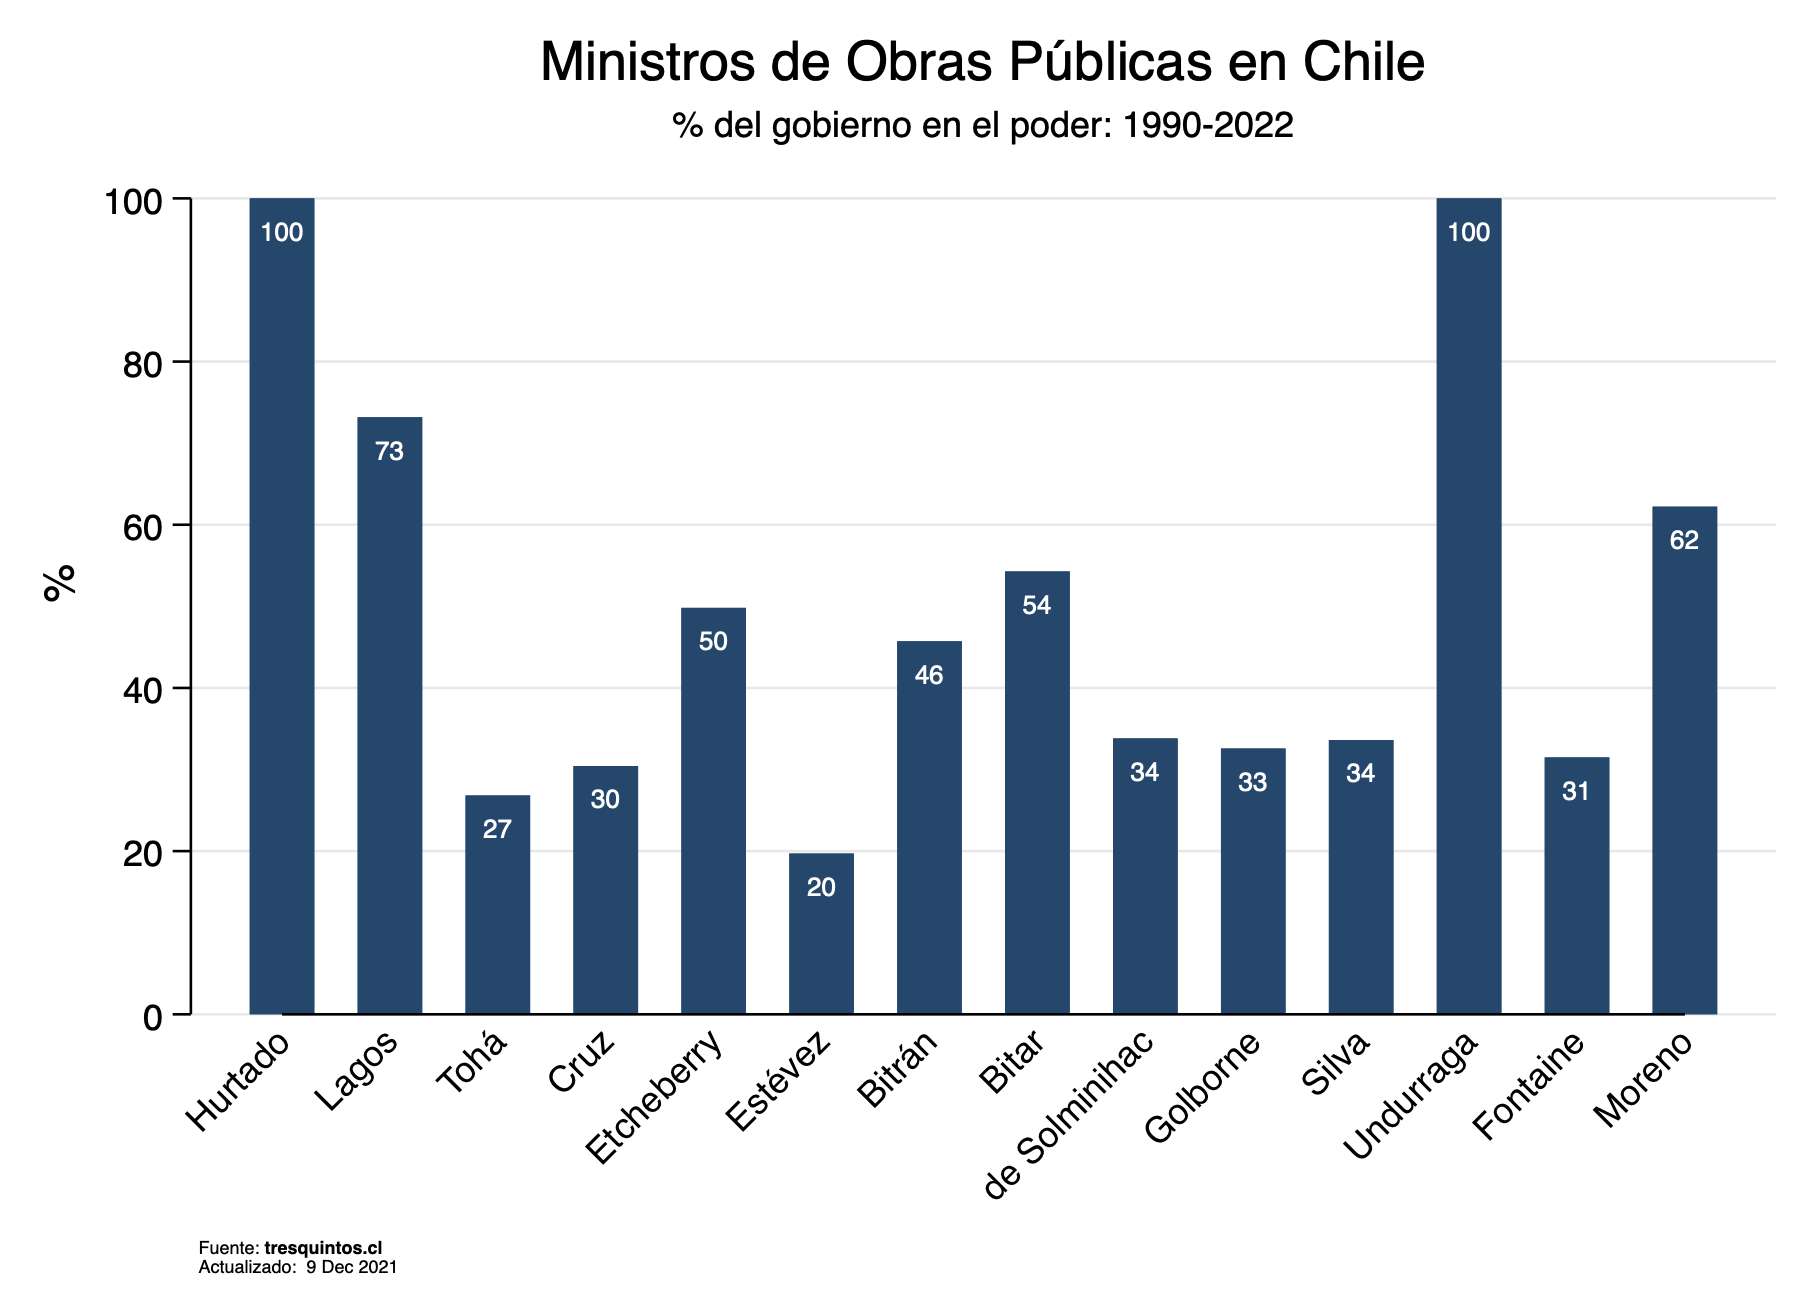 Ministros de Obras Públicas en Chile
% del gobierno en el poder: 1990-2022
%
100
80
60
40
20
0
100
73
27
30
50
20
46
54
34
33
34
100
31
62
Hurtado
Lagos
Tohá
Cruz
Etcheberry
Estévez
Bitrán
Bitar
de Solminihac
Golborne
Silva
Undurraga
Fontaine
Moreno
Fuente: tresquintos.cl
Actualizado: 9 Dec 2021